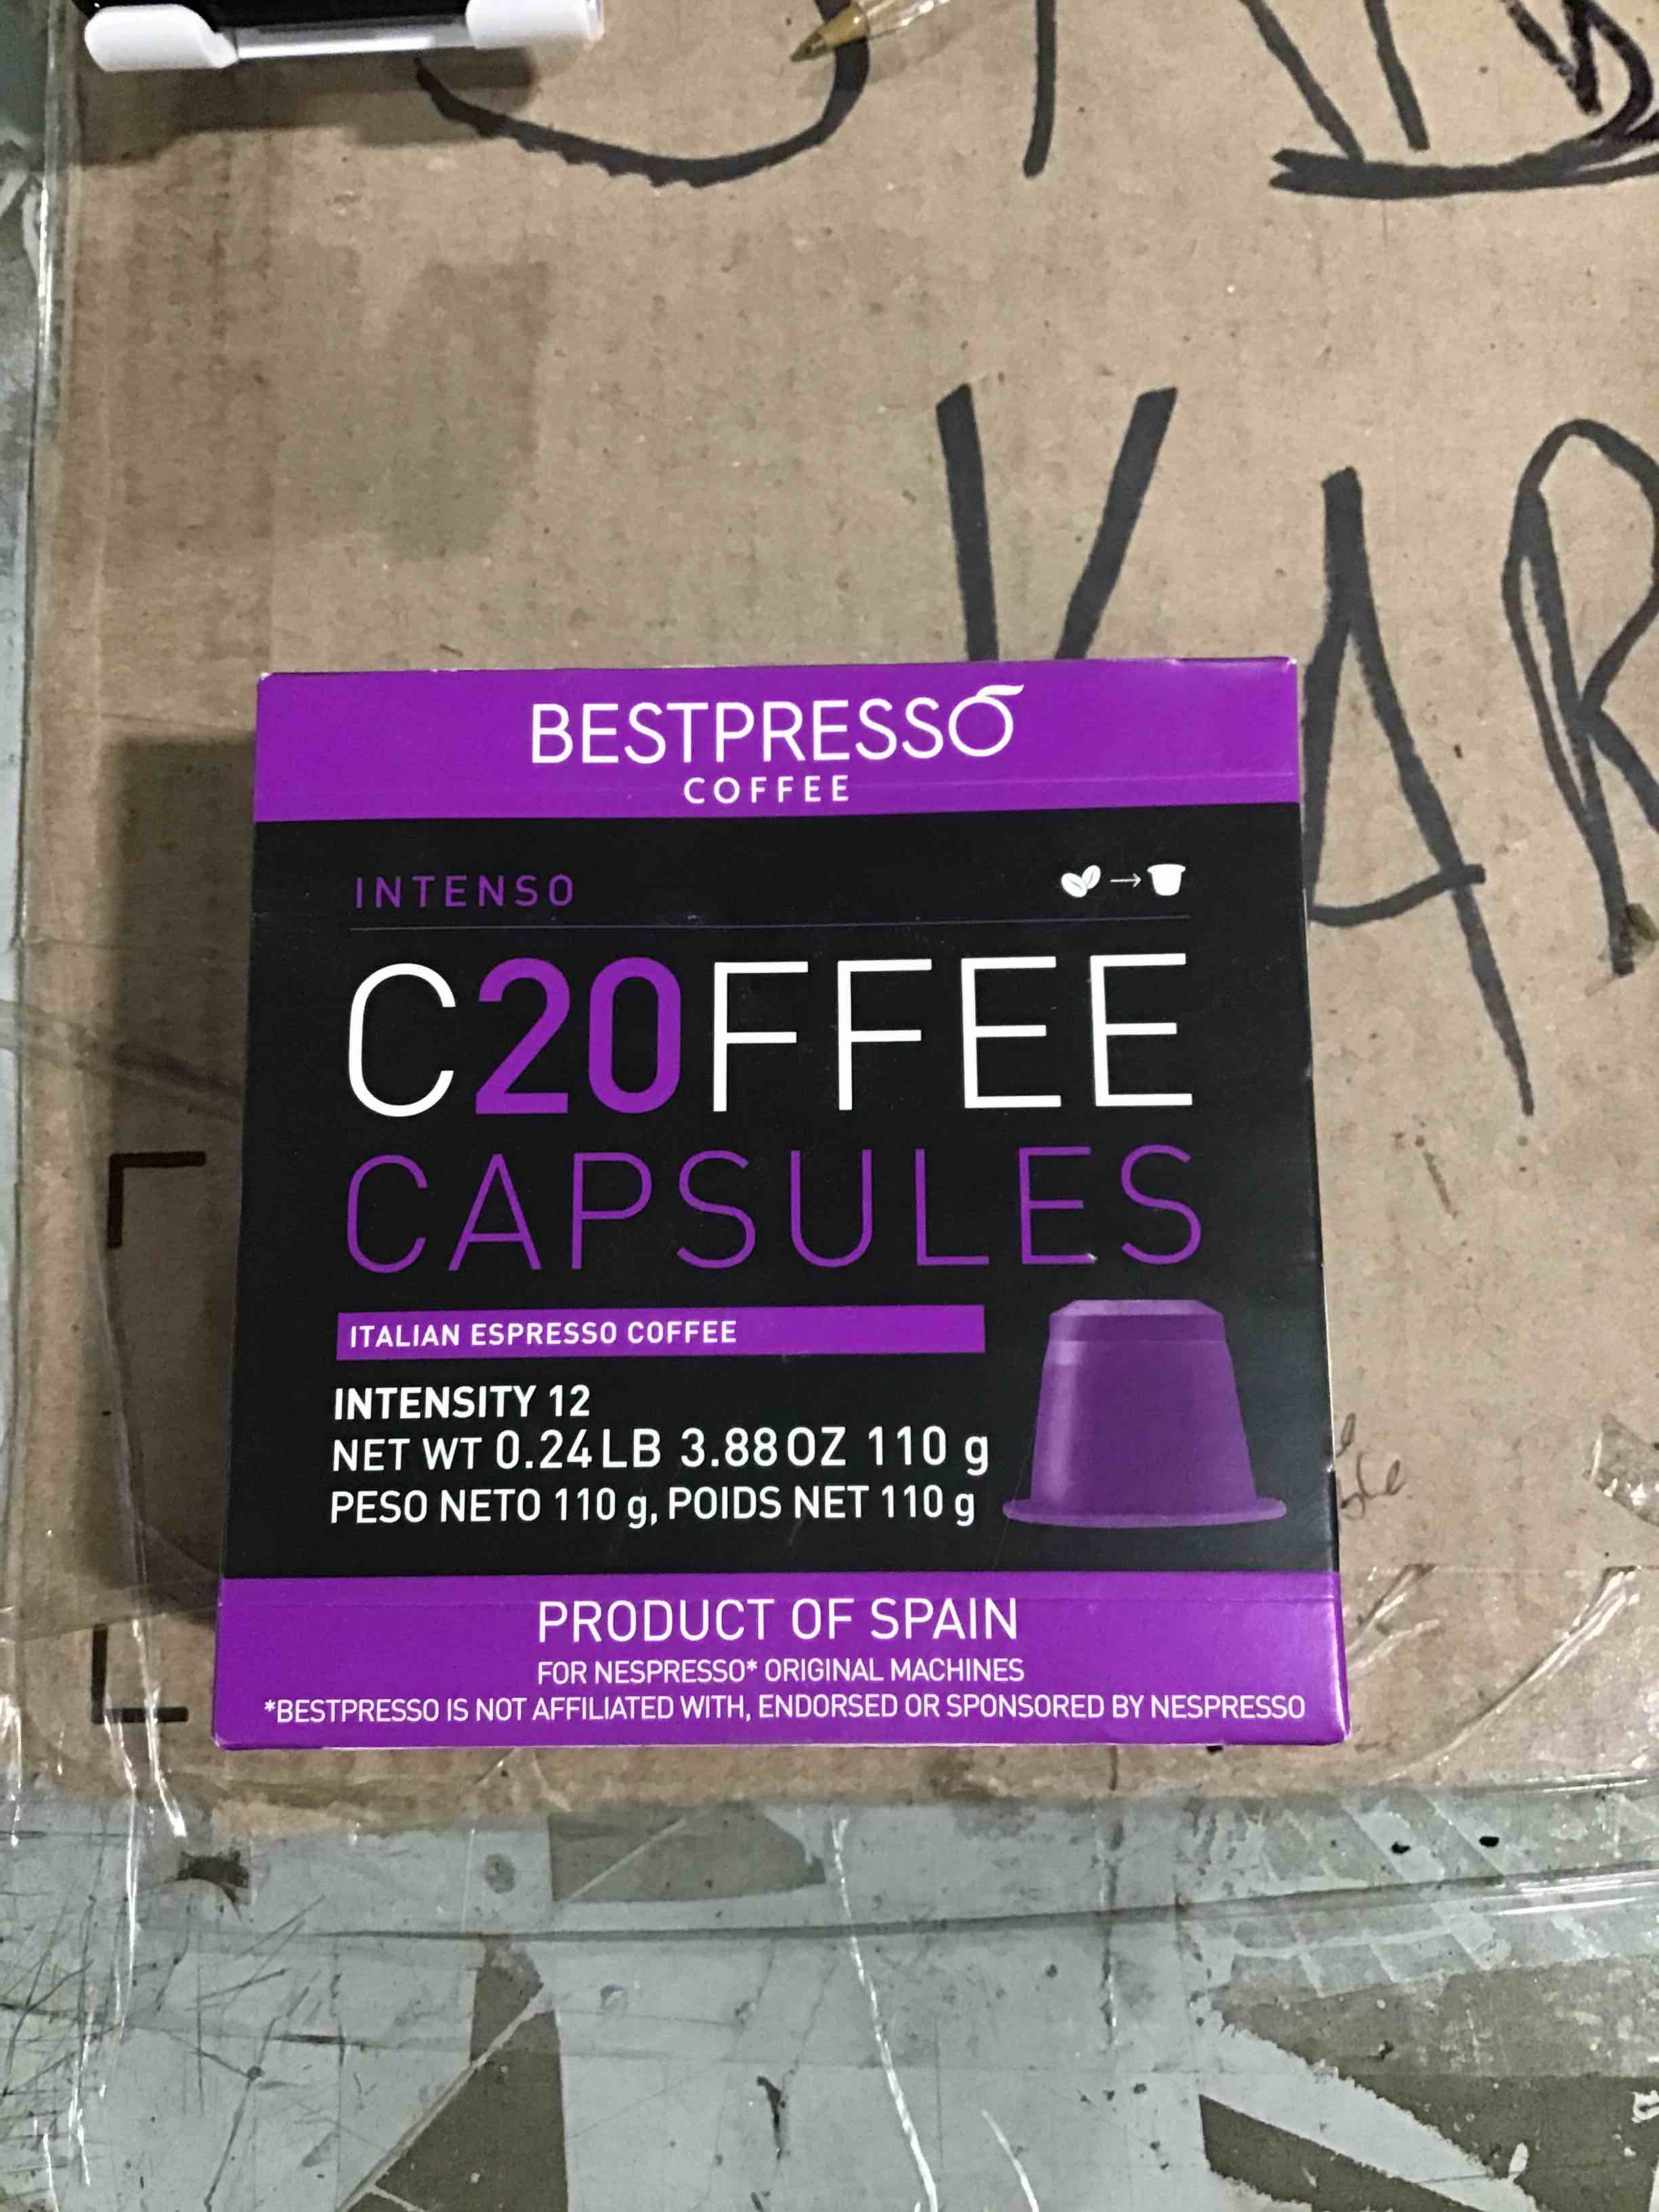 KAR
BESTPRESSO
COFFEE
INTENSO
C20FFEE
CAPSULES
ITALIAN ESPRESSO COFFEE
INTENSITY 12
NET WT 0.24 LB 3.88 OZ 110 g
PESO NETO 110 g, POIDS NET 110 g
PRODUCT OF SPAIN
FOR NESPRESSO* ORIGINAL MACHINES
*BESTPRESSO IS NOT AFFILIATED WITH, ENDORSED OR SPONSORED BY NESPRESSO